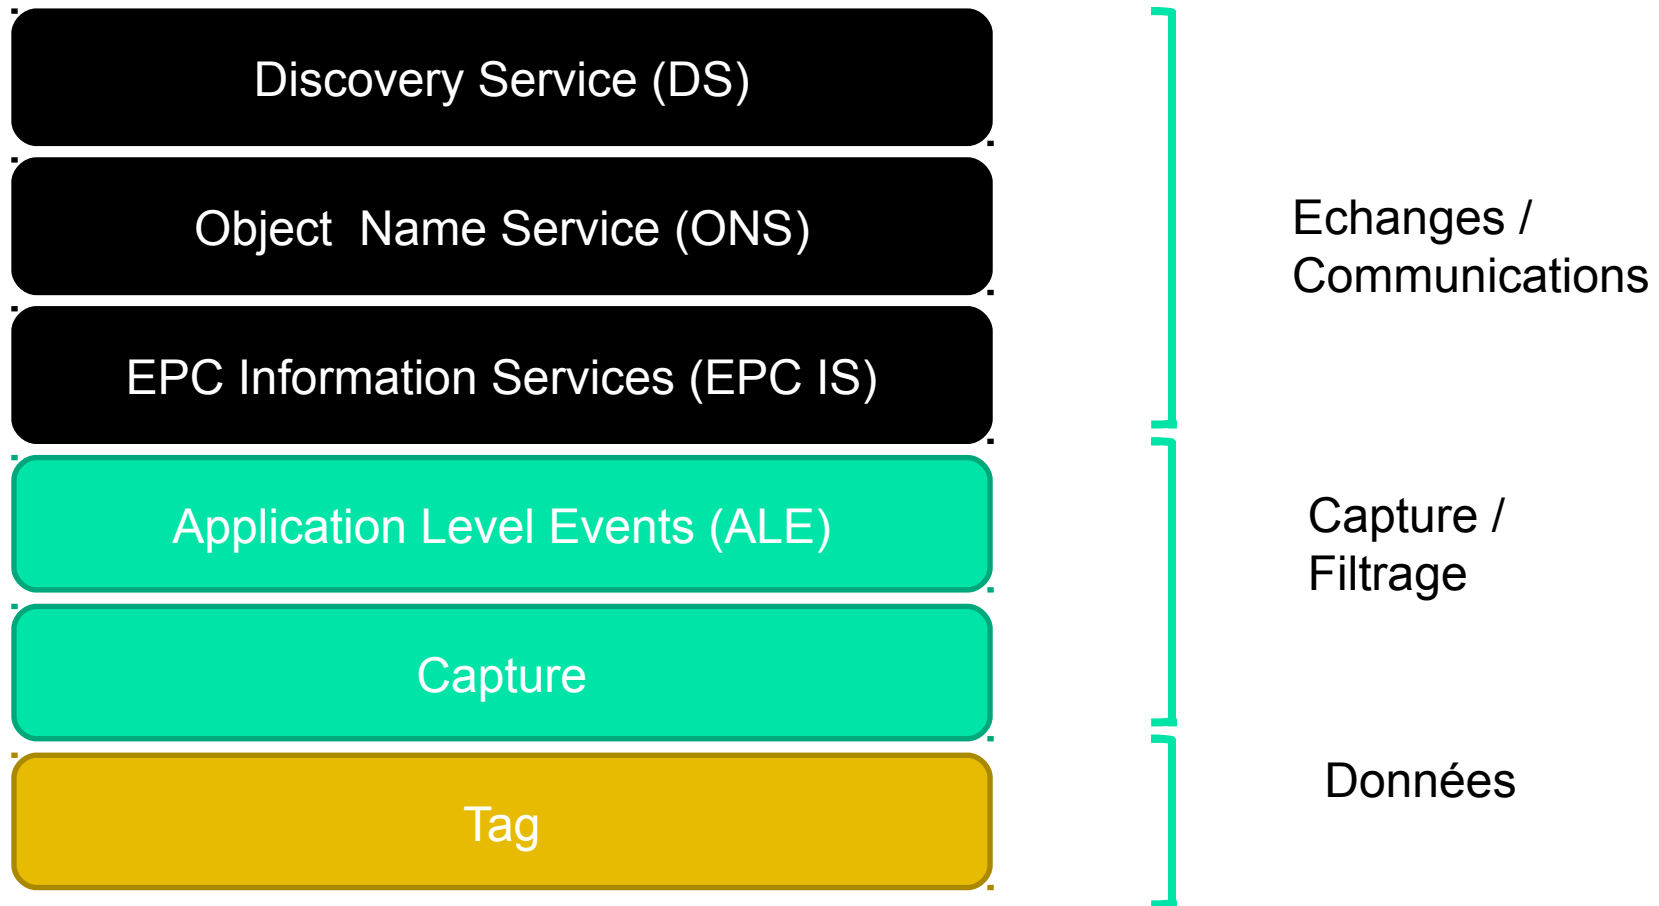 Discovery Service (DS)
Object  Name Service (ONS)
EPC Information Services (EPC IS)
Application Level Events (ALE)
Capture
Tag
Echanges /
Communications
Capture /
Filtrage
Données